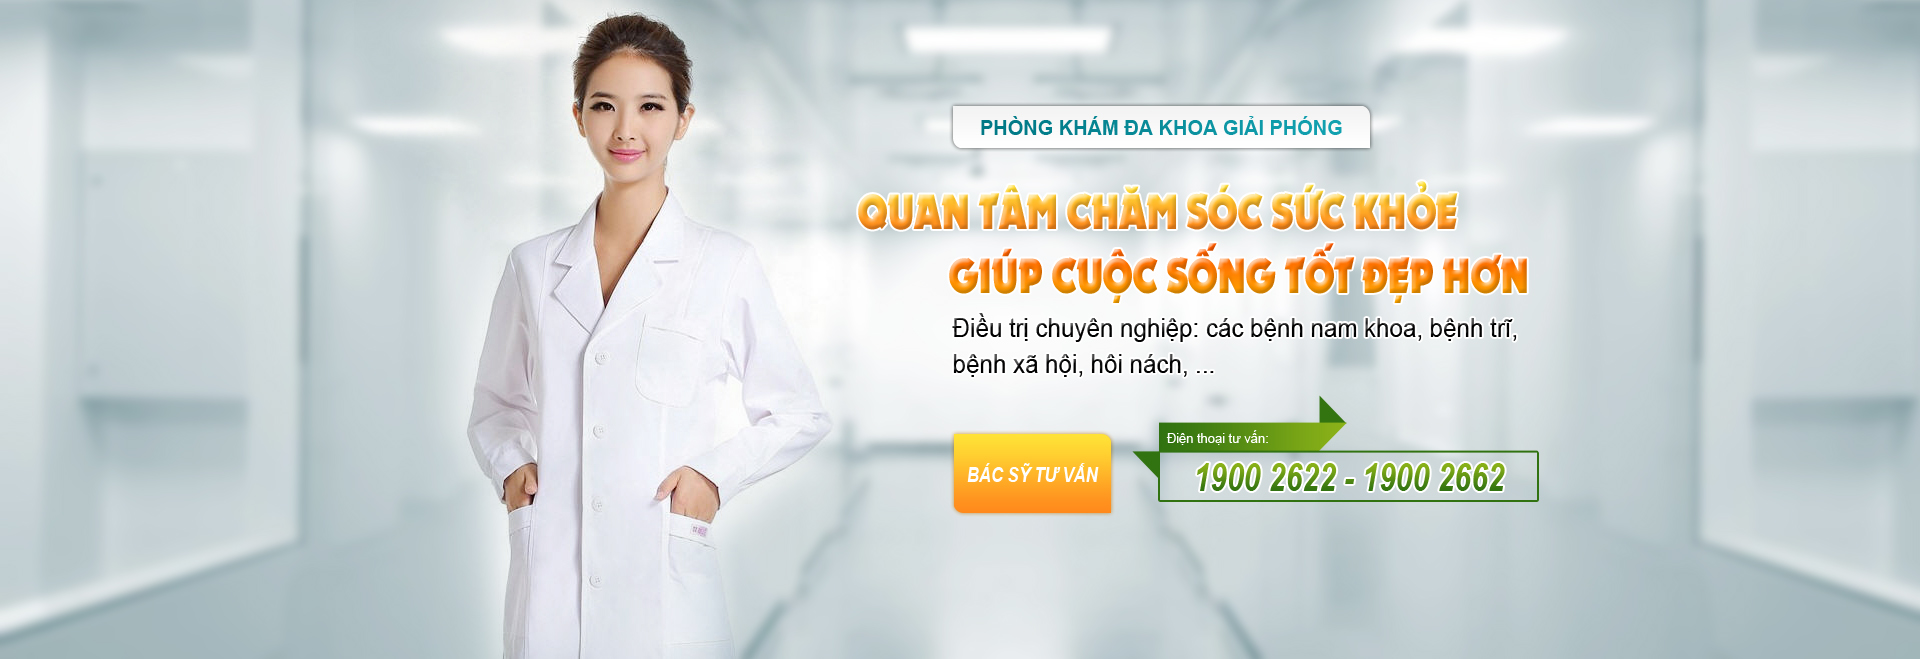 PHÒNG KHÁM ĐA KHOA GIẢI PHÓNG
QUAN TÂM CHĂM SÓC SỨC KHỎE
GIÚP CUỘC SỐNG TỐT ĐẸP HƠN
Điều trị chuyên nghiệp: các bệnh nam khoa, bệnh trĩ,
bệnh xã hội, hôi nách, ...
BÁC SỸ TƯ VẤN
Điện thoại tư vấn:
1900 2622 - 1900 2662